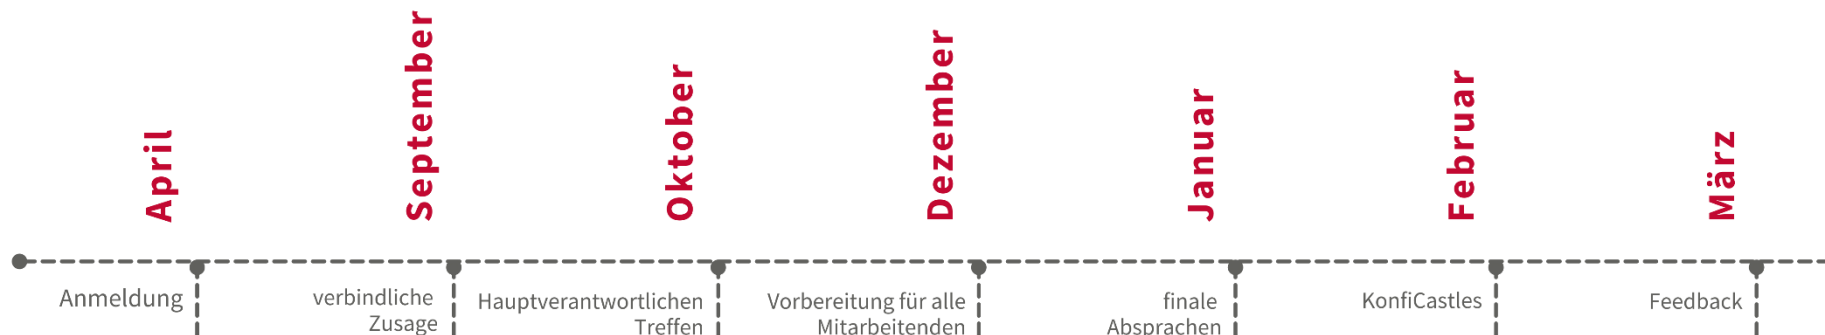 April
September
Oktober
Dezember
Januar
Februar
März
Anmeldung
verbindliche
Zusage
Hauptverantwortlichen
Treffen
Vorbereitung für alle
Mitarbeitenden
finale
Absprachen
KonfiCastles
Feedback